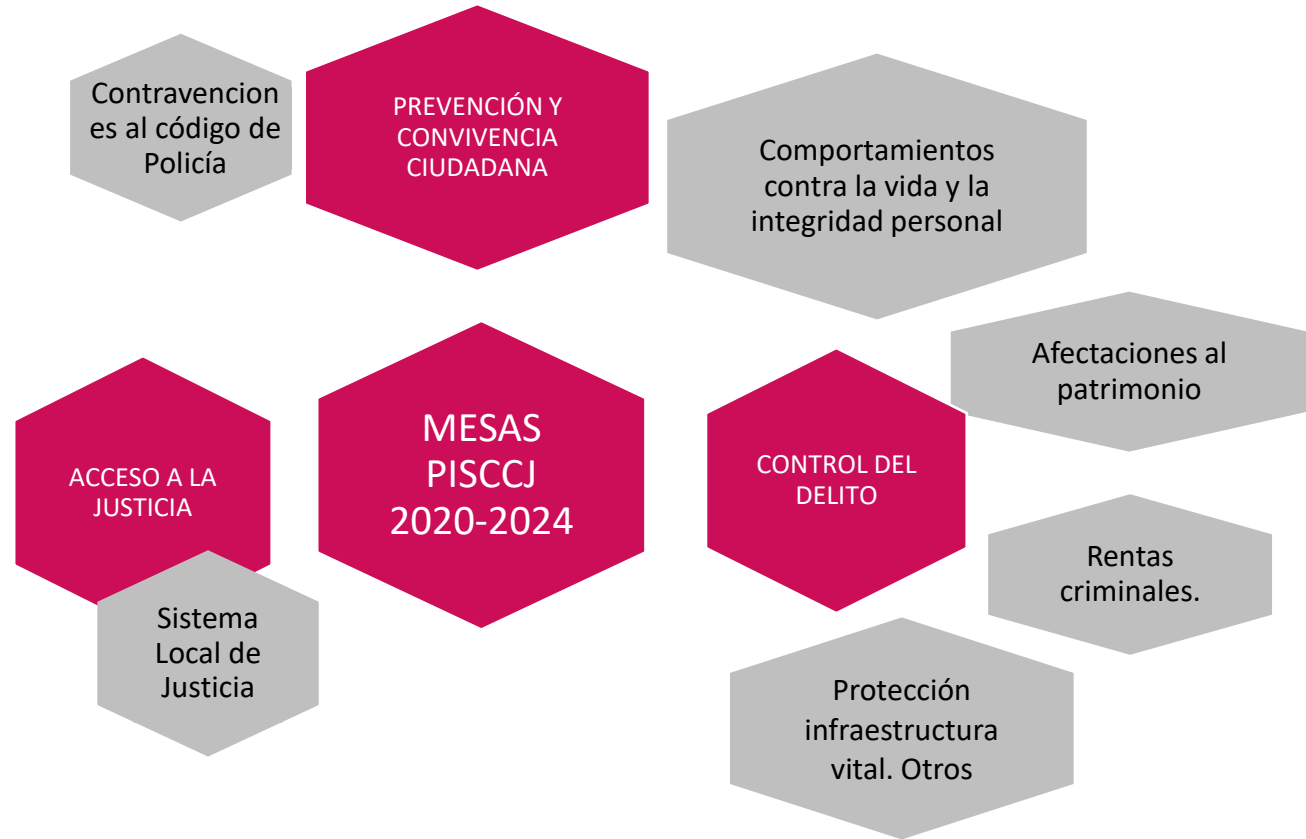 Contravencion
es al código de
Policía
PREVENCIÓN Y
CONVIVENCIA
CIUDADANA
Comportamientos
contra la vida y la
integridad personal
Afectaciones al
patrimonio
ACCESO A LA
JUSTICIA
MESAS
PISCCJ
2020-2024
CONTROL DEL
DELITO
Rentas
criminales.
Sistema
Local de
Justicia
Protección
infraestructura
vital. Otros